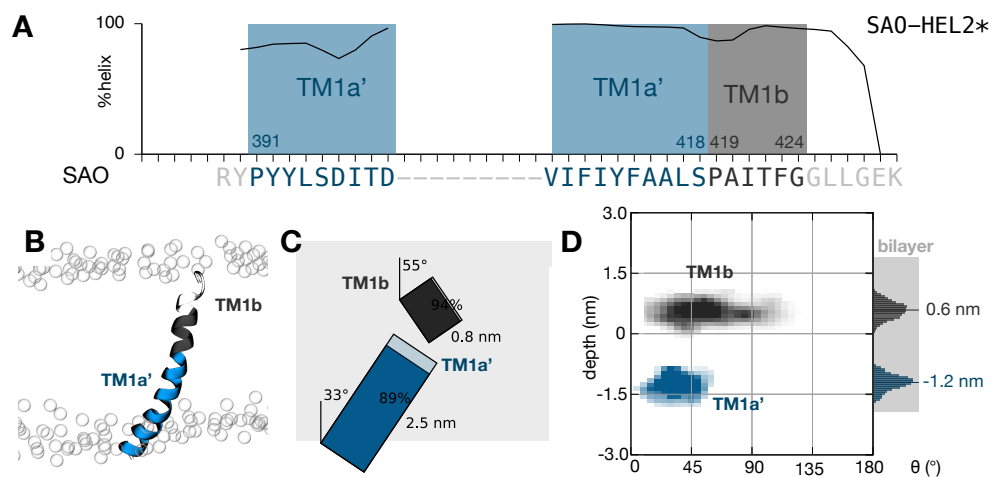 A
SAO-HEL2*
100
%helix
0
TM1a’
TM1a’
TM1b
391
418
419
424
SAO
RYPYYLSDITD---------VIFIYFAALSPAITFGGLLGEK
B
TM1b
TM1a’
C
55°
TM1b
94%
0.8 nm
TM1a’
33°
89%
2.5 nm
D
3.0
1.5
0
-1.5
-3.0
depth (nm)
TM1b
TM1a’
bilayer
0.6 nm
-1.2 nm
0
45
90
135
180
θ (°)